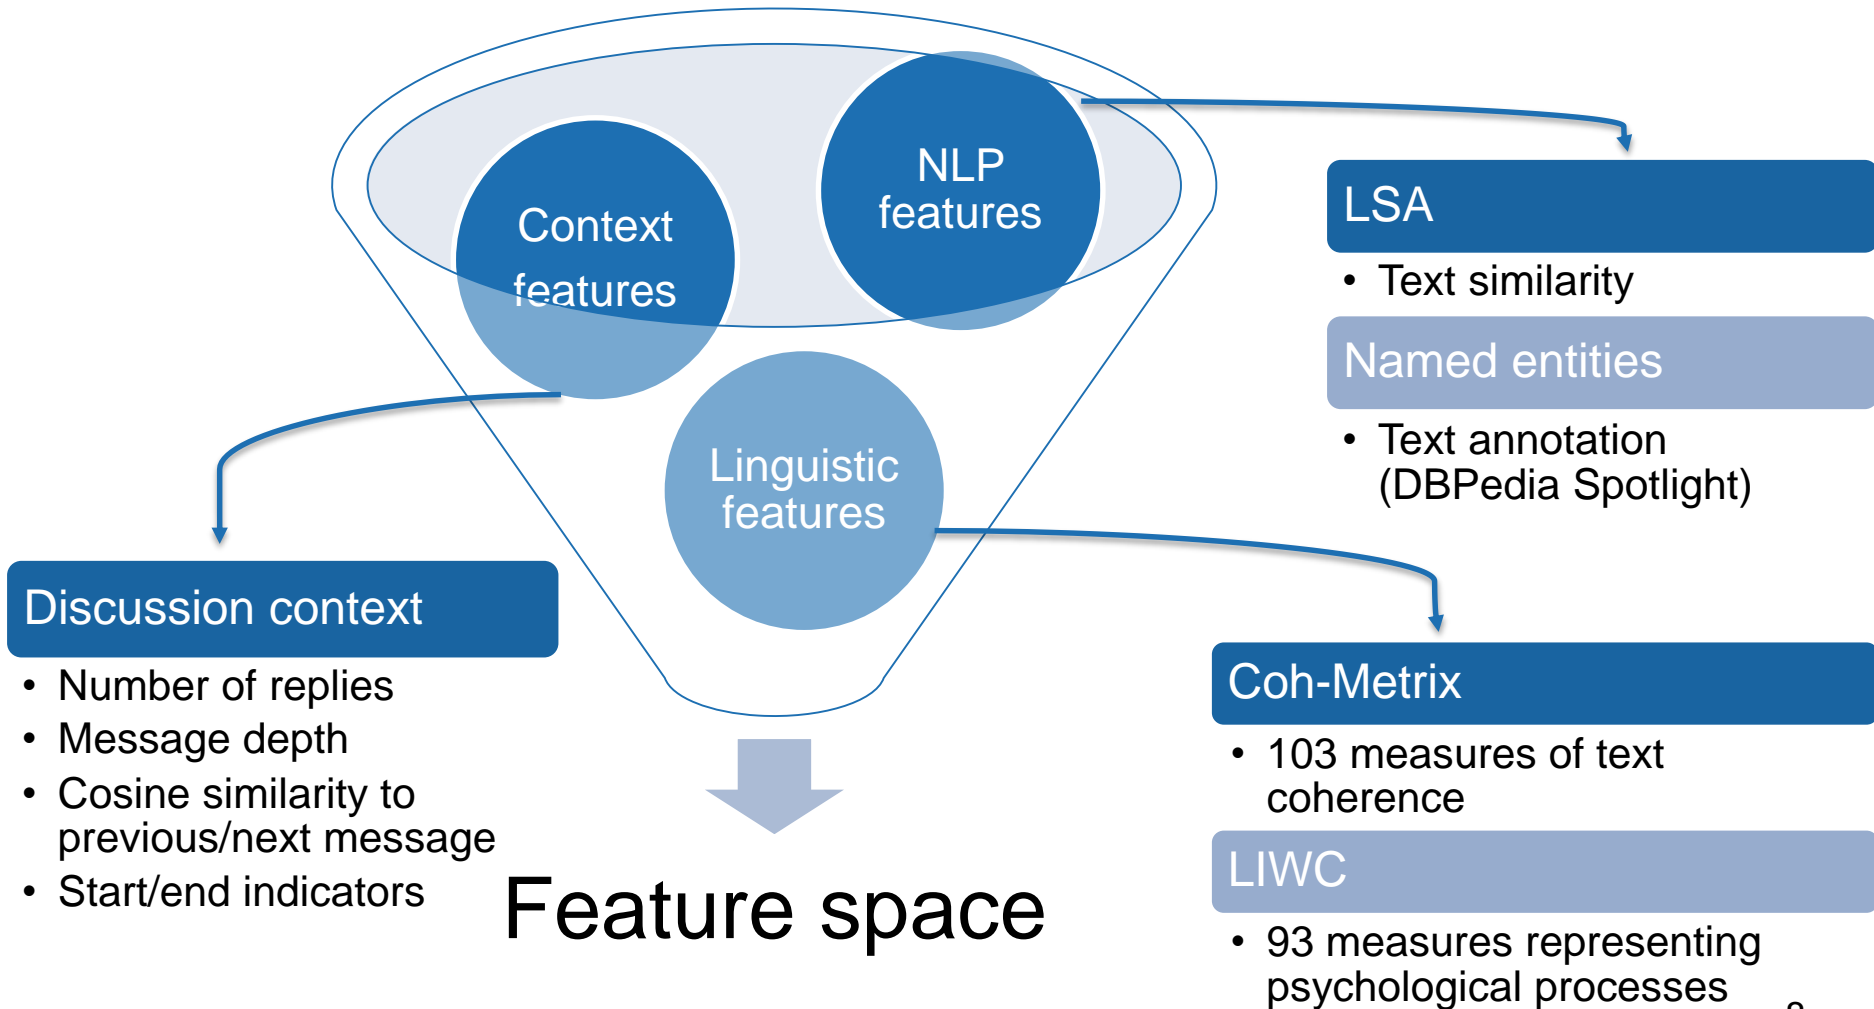 NLP
features
Context
features
Linguistic
features
LSA
• Text similarity
Named entities
• Text annotation
(DBPedia Spotlight)
Discussion context
• Number of replies
• Message depth
• Cosine similarity to
previous/next message
• Start/end indicators
Coh-Metrix
• 103 measures of text
coherence
LIWC
• 93 measures representing
psychological processes
Feature space